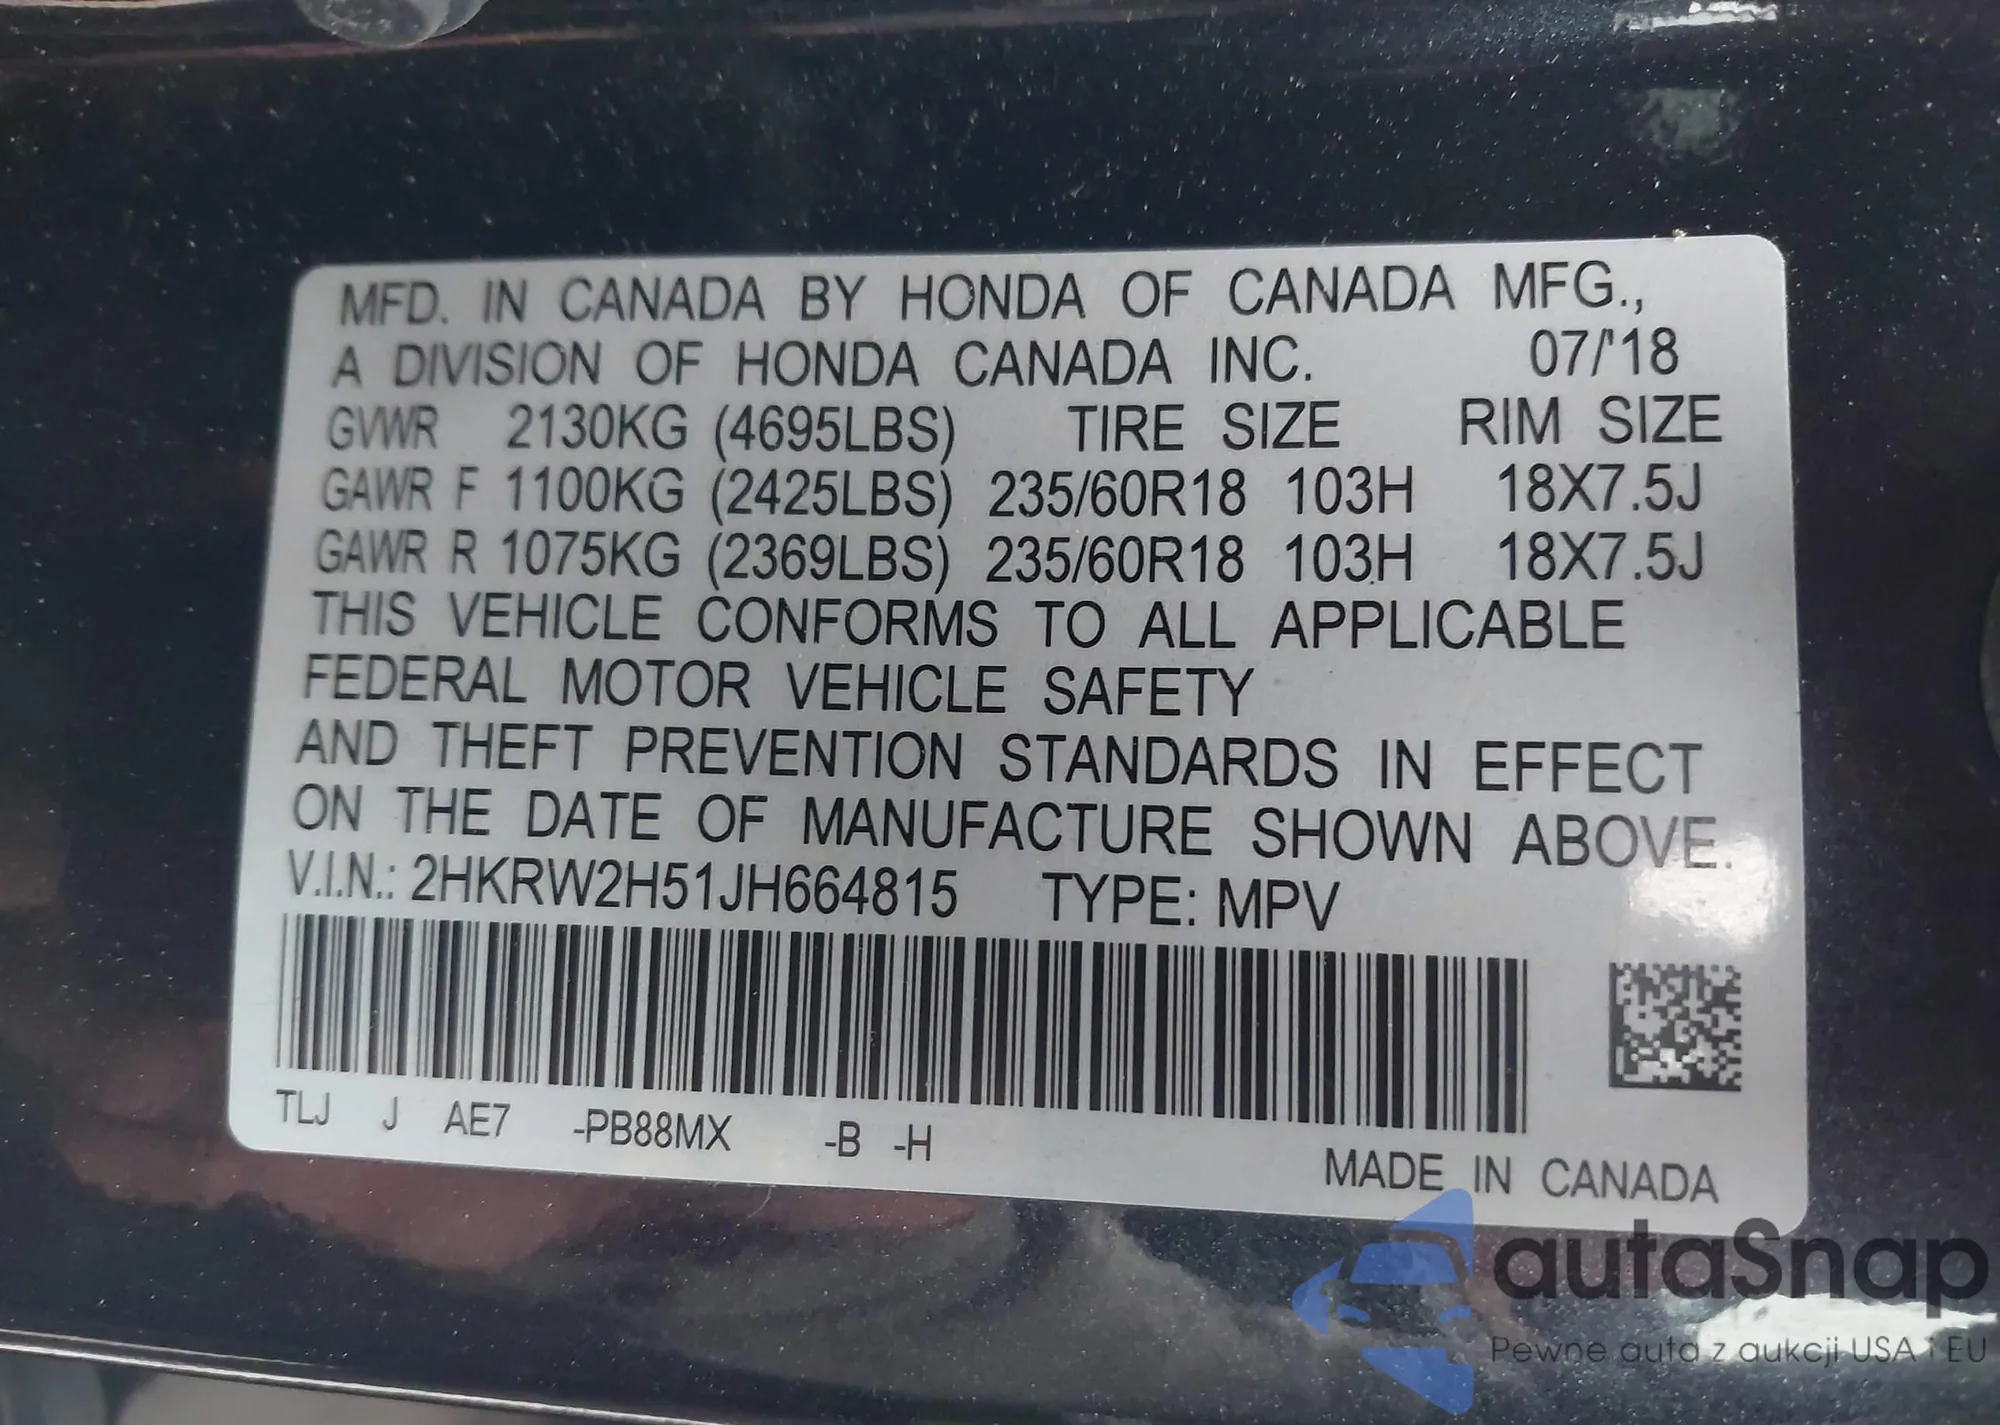 MFD. IN CANADA BY HONDA OF CANADA MFG.,
A DIVISION OF HONDA CANADA INC. 07/'18
GVWR 2130KG (4695LBS) TIRE SIZE RIM SIZE
GAWR F 1100KG (2425LBS) 235/60R18 103H 18X7.5J
GAWR R 1075KG (2369LBS) 235/60R18 103H 18X7.5J
THIS VEHICLE CONFORMS TO ALL APPLICABLE
FEDERAL MOTOR VEHICLE SAFETY
AND THEFT PREVENTION STANDARDS IN EFFECT
ON THE DATE OF MANUFACTURE SHOWN ABOVE.
V.I.N.: 2HKRW2H51JH664815 TYPE: MPV
TLJ J AE7 -PB88MX -B -H
MADE IN CANADA
autaSnap
Pewne auta z aukcji USA i EU